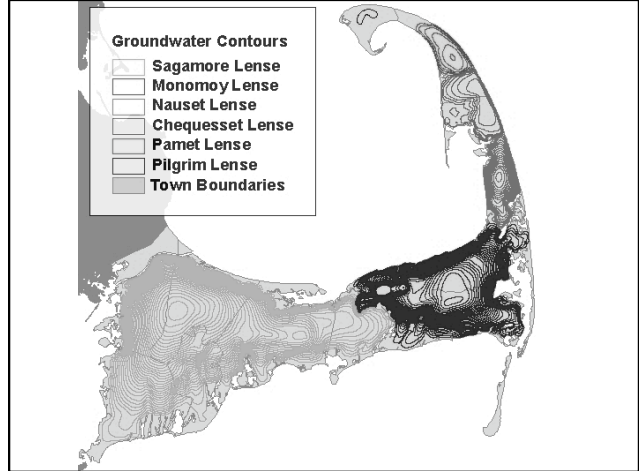 Groundwater Contours
Sagamore Lense
Monomoy Lense
Nauset Lense
Chequesset Lense
Pamet Lense
Pilgrim Lense
Town Boundaries